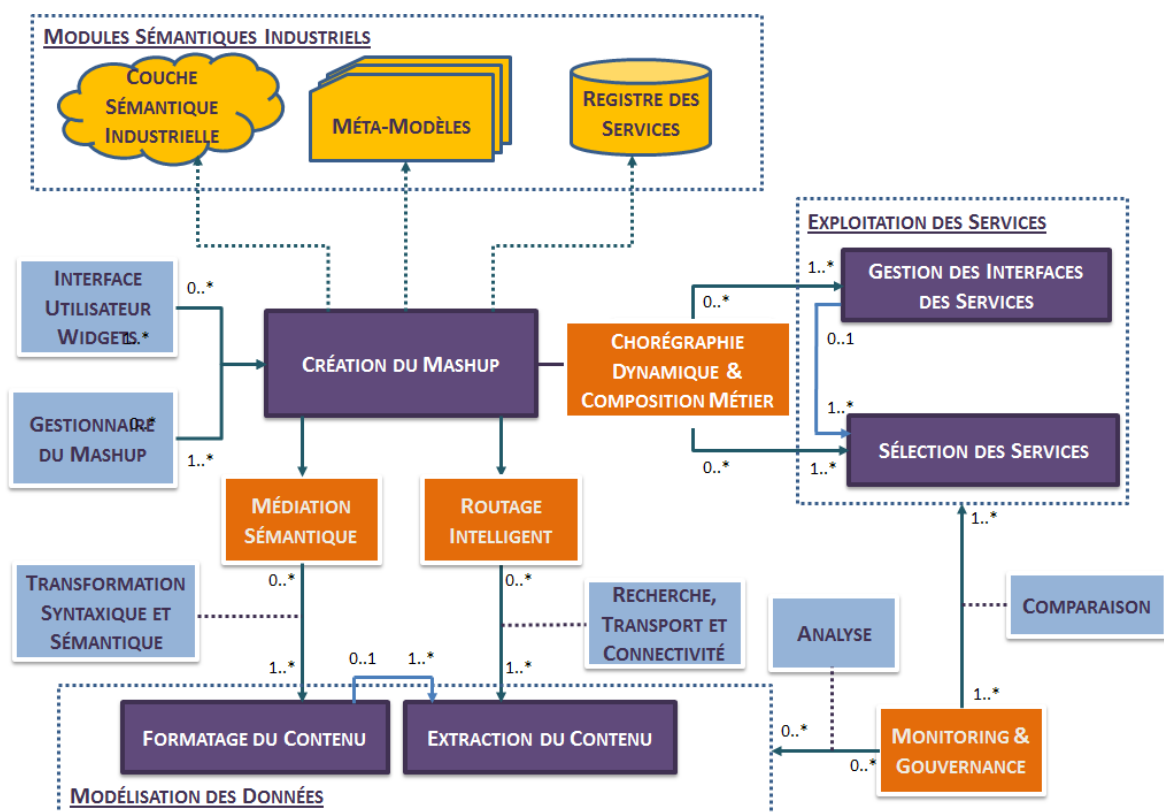 MODULES SÉMANTIQUES INDUSTRIELS
COUCHE
SÉMANTIQUE
INDUSTRIELLE
MÉTA-MODÈLES
REGISTRE DES
SERVICES
EXPLOITATION DES SERVICES
INTERFACE
UTILISATEUR
WIDGETS
0..*
1..*
GESTIONNAIRE
DU MASHUP
0..*
1..*
CRÉATION DU MASHUP
CHORÉGRAPHIE
DYNAMIQUE &
COMPOSITION MÉTIER
0..*
1..*
GESTION DES INTERFACES
DES SERVICES
0..1
1..*
0..*
1..*
SÉLECTION DES SERVICES
MÉDIATION
SÉMANTIQUE
ROUTAGE
INTELLIGENT
0..*
0..*
1..*
TRANSFORMATION
SYNTAXIQUE ET
SÉMANTIQUE
RECHERCHE,
TRANSPORT ET
CONNECTIVITÉ
ANALYSE
COMPARAISON
1..*
0..1
1..*
1..*
1..*
FORMATAGE DU CONTENU
EXTRACTION DU CONTENU
0..*
0..*
MONITORING &
GOUVERNANCE
MODÉLISATION DES DONNÉES